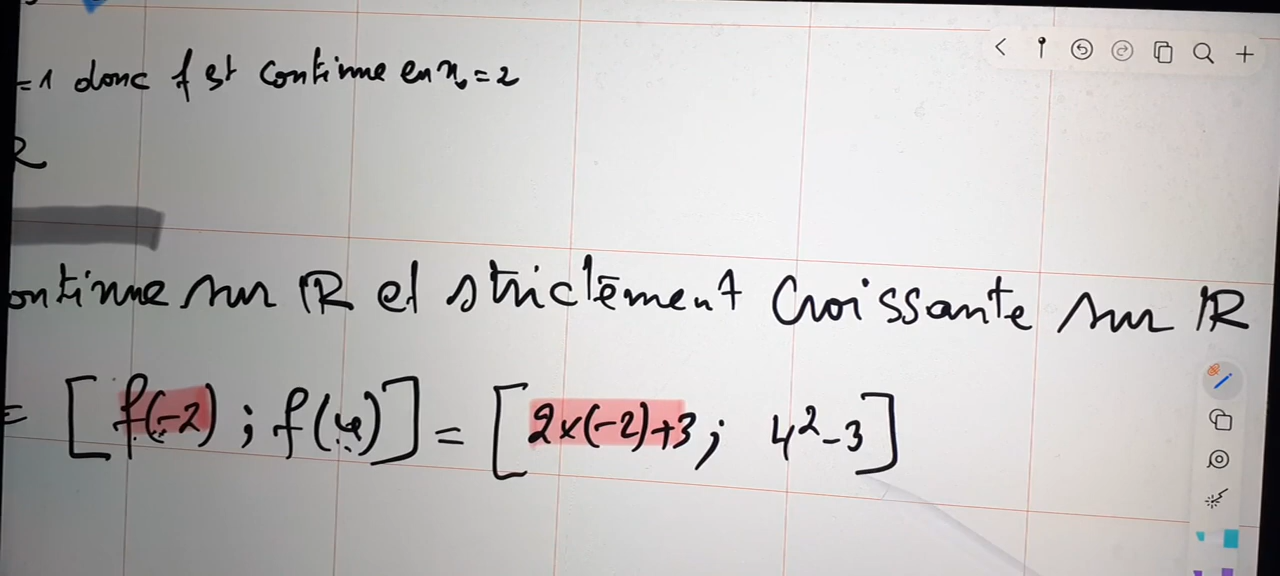 =1 donc f est continue en x₀=2
R
ontinue sur ℝ et strictement Croissante sur ℝ
= [f(-2) ; f(4)] = [2×(-2)+3 ; 4²-3]